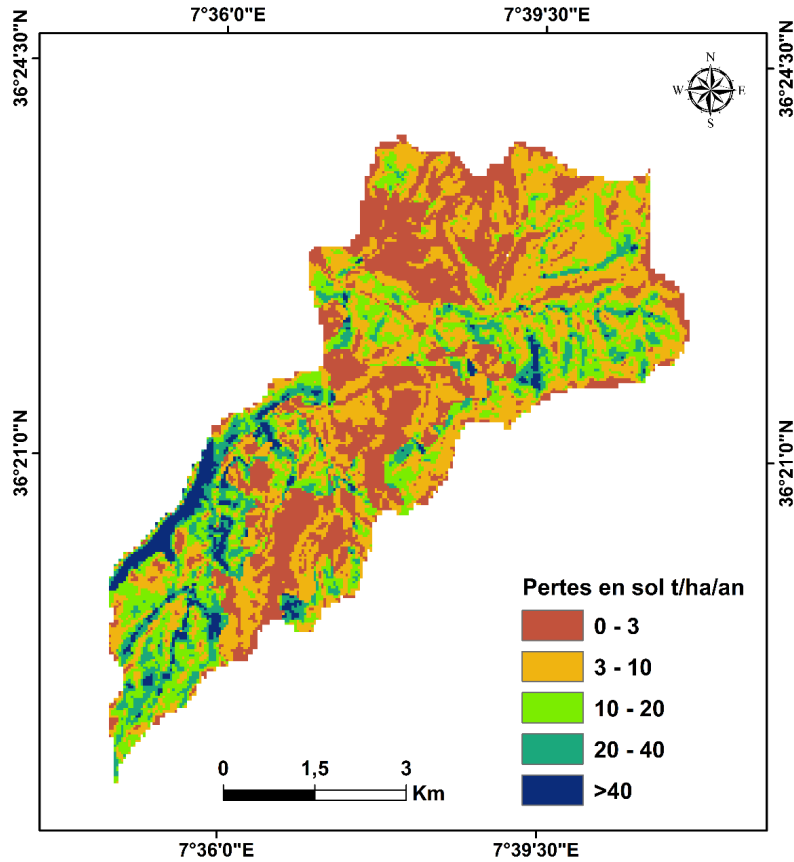 7°36'0"E 7°39'30"E
36°24'30"N 36°24'30"N
N
W E
S
36°21'0"N 36°21'0"N
Pertes en sol t/ha/an
0 - 3
3 - 10
10 - 20
20 - 40
>40
0 1,5 3
Km
7°36'0"E 7°39'30"E